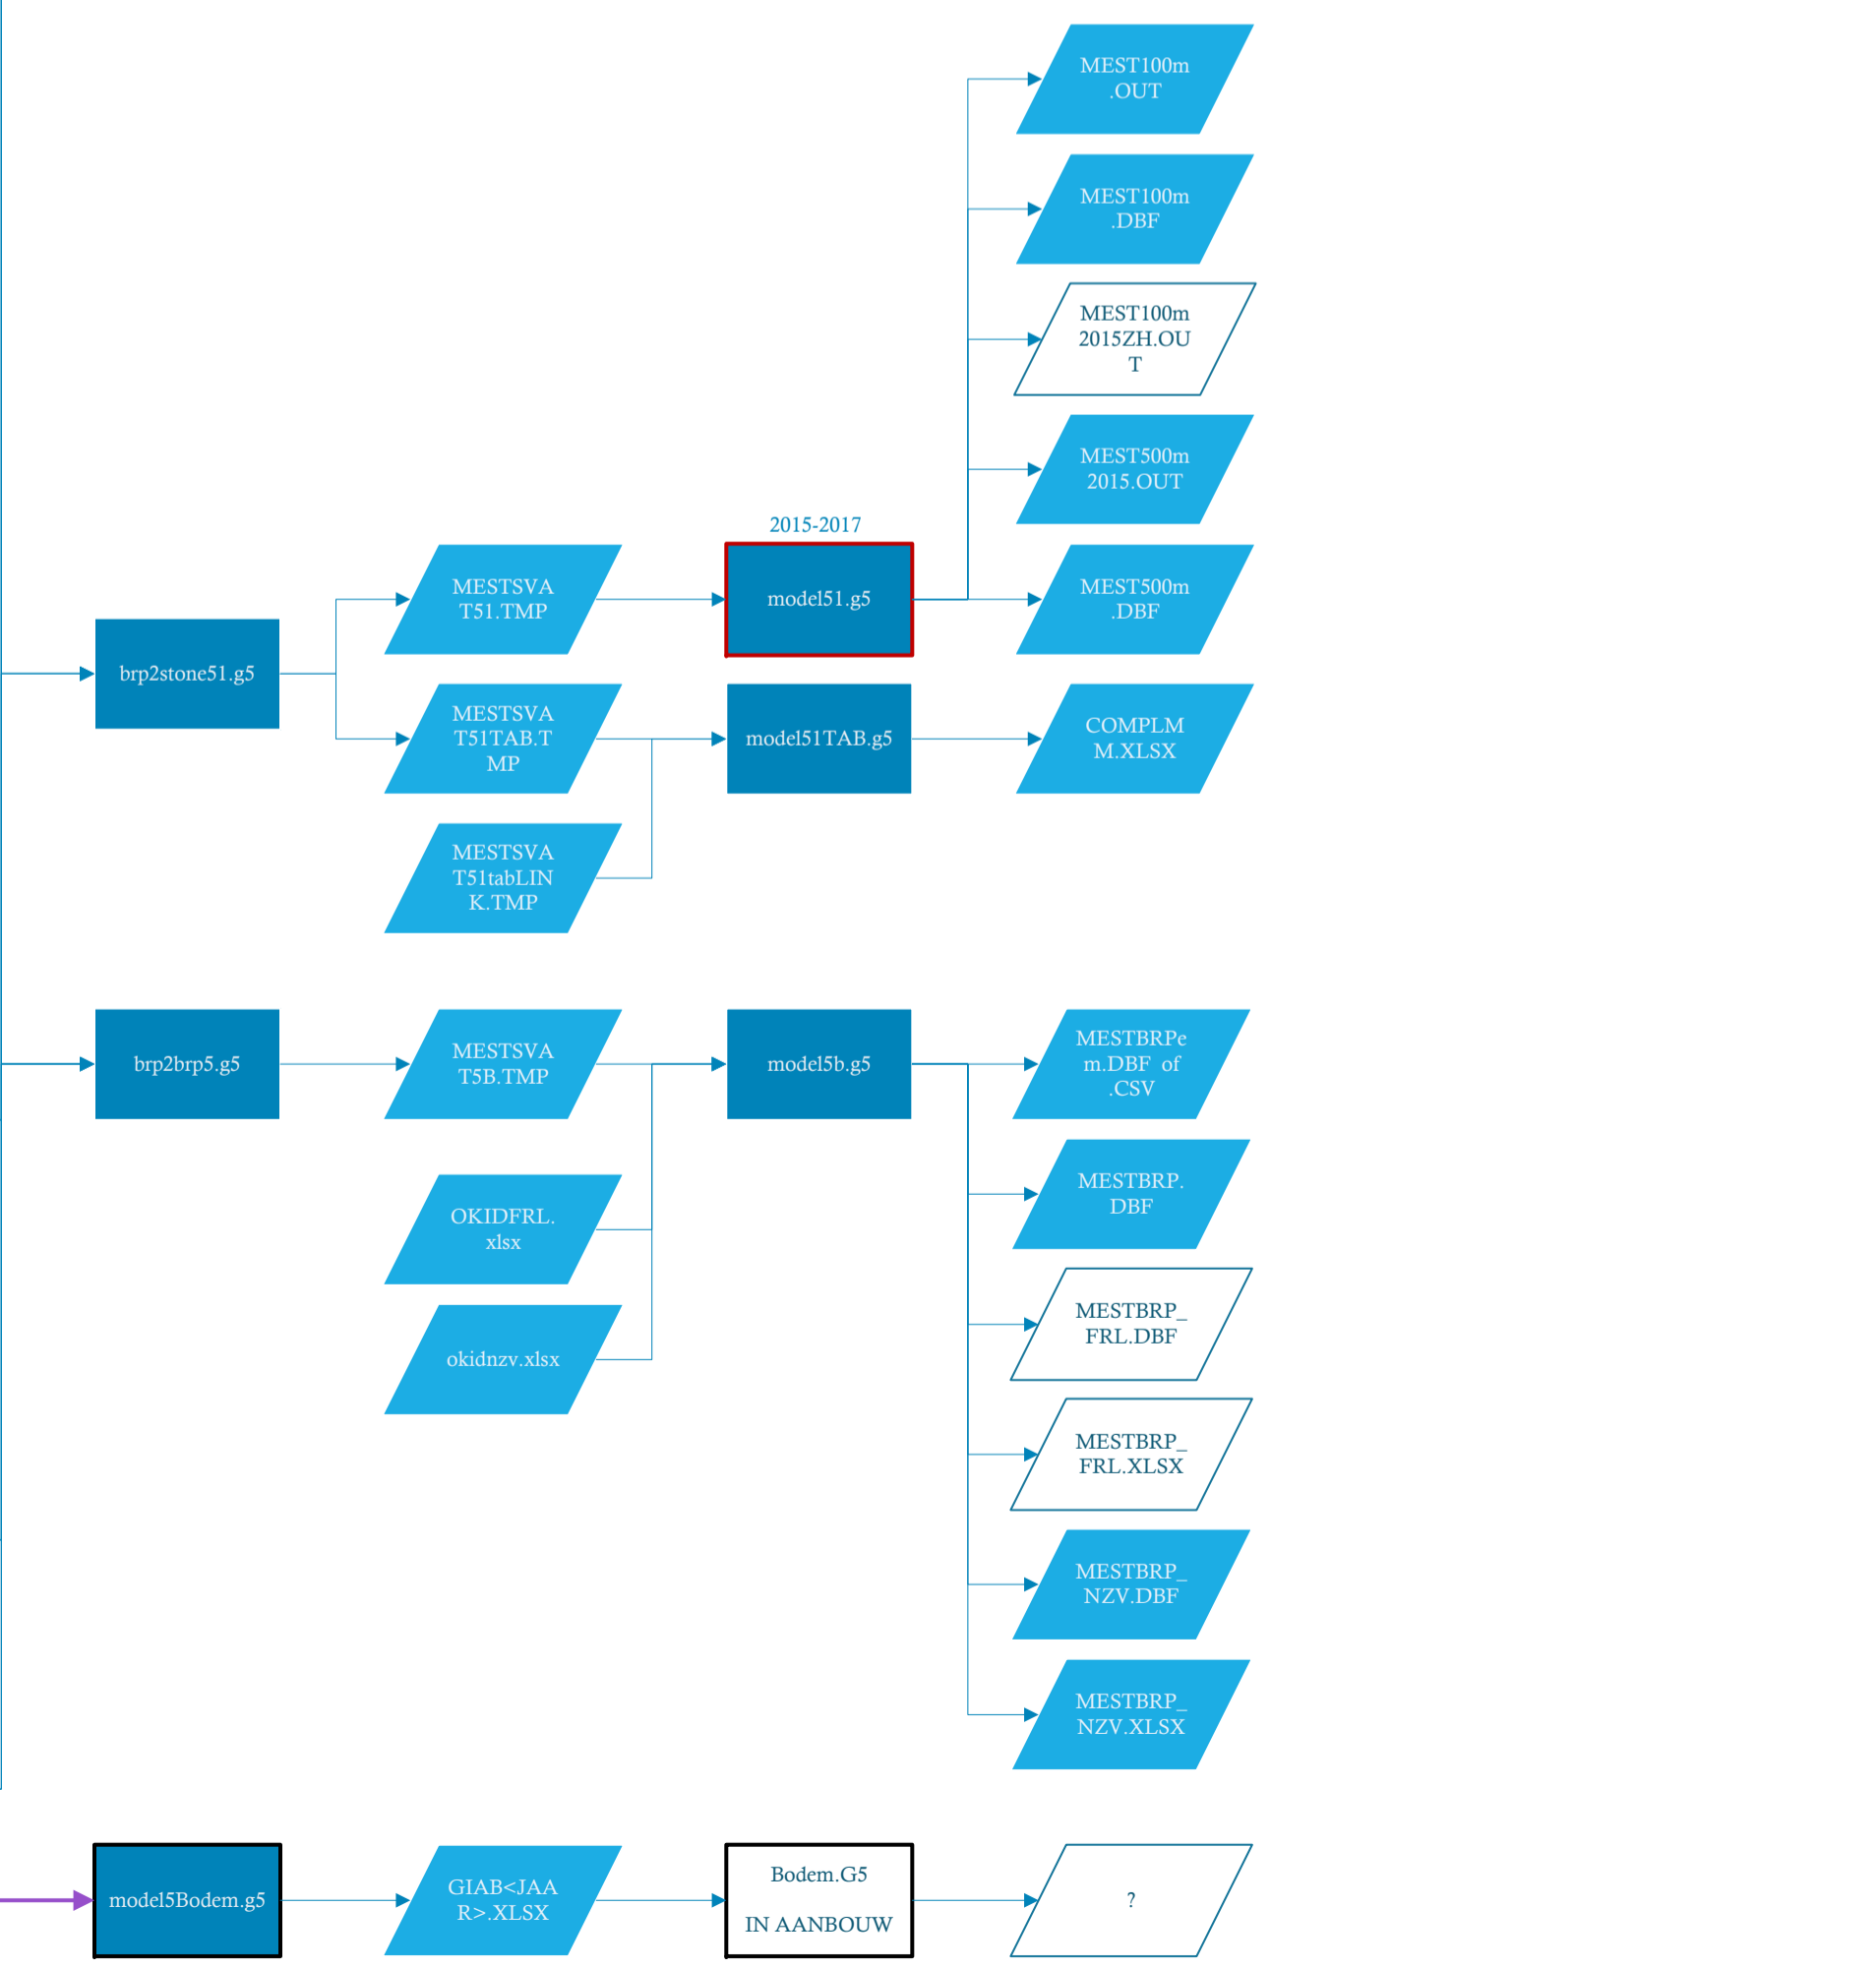 MEST100m
.OUT
MEST100m
.DBF
MEST100m
2015ZH.OU
T
MEST500m
2015.OUT
2015-2017
MESTSVA
T51.TMP
model51.g5
MEST500m
.DBF
brp2stone51.g5
MESTSVA
T51TAB.T
MP
model51TAB.g5
COMPLM
M.XLSX
MESTSVA
T51tabLIN
K.TMP
brp2brp5.g5
MESTSVA
T5B.TMP
model5b.g5
MESTBRPe
m.DBF of
.CSV
MESTBRP.
DBF
OKIDFRL.
xlsx
MESTBRP_
FRL.DBF
okidnzv.xlsx
MESTBRP_
FRL.XLSX
MESTBRP_
NZV.DBF
MESTBRP_
NZV.XLSX
model5Bodem.g5
GIAB<JAA
R>.XLSX
Bodem.G5
IN AANBOUW
?